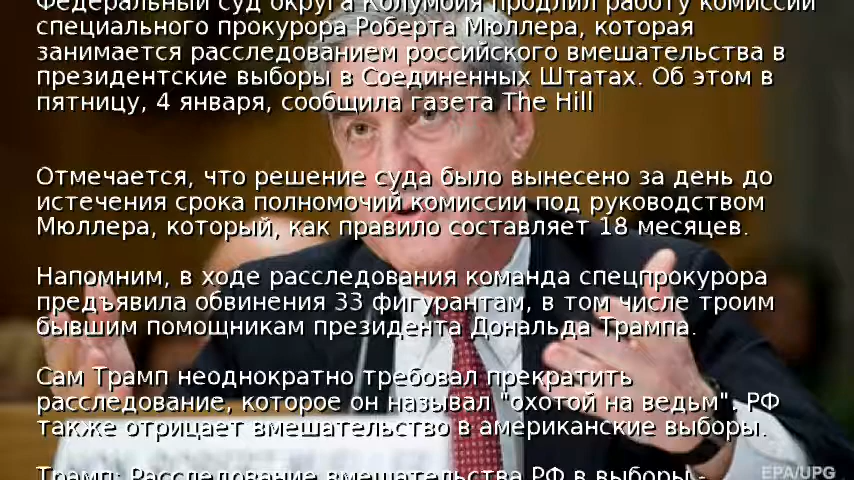 Федеральный суд округа Колумбия продлил работу комиссии
специального прокурора Роберта Мюллера, которая
занимается расследованием российского вмешательства в
президентские выборы в Соединенных Штатах. Об этом в
пятницу, 4 января, сообщила газета The Hill
Отмечается, что решение суда было вынесено за день до
истечения срока полномочий комиссии под руководством
Мюллера, который, как правило составляет 18 месяцев.
Напомним, в ходе расследования команда спецпрокурора
предъявила обвинения 33 фигурантам, в том числе троим
бывшим помощникам президента Дональда Трампа.
Сам Трамп неоднократно требовал прекратить
расследование, которое он называл "охотой на ведьм". РФ
также отрицает вмешательство в американские выборы.
Трамп: Расследование вмешательства РФ в выборы -
EPA/UPG